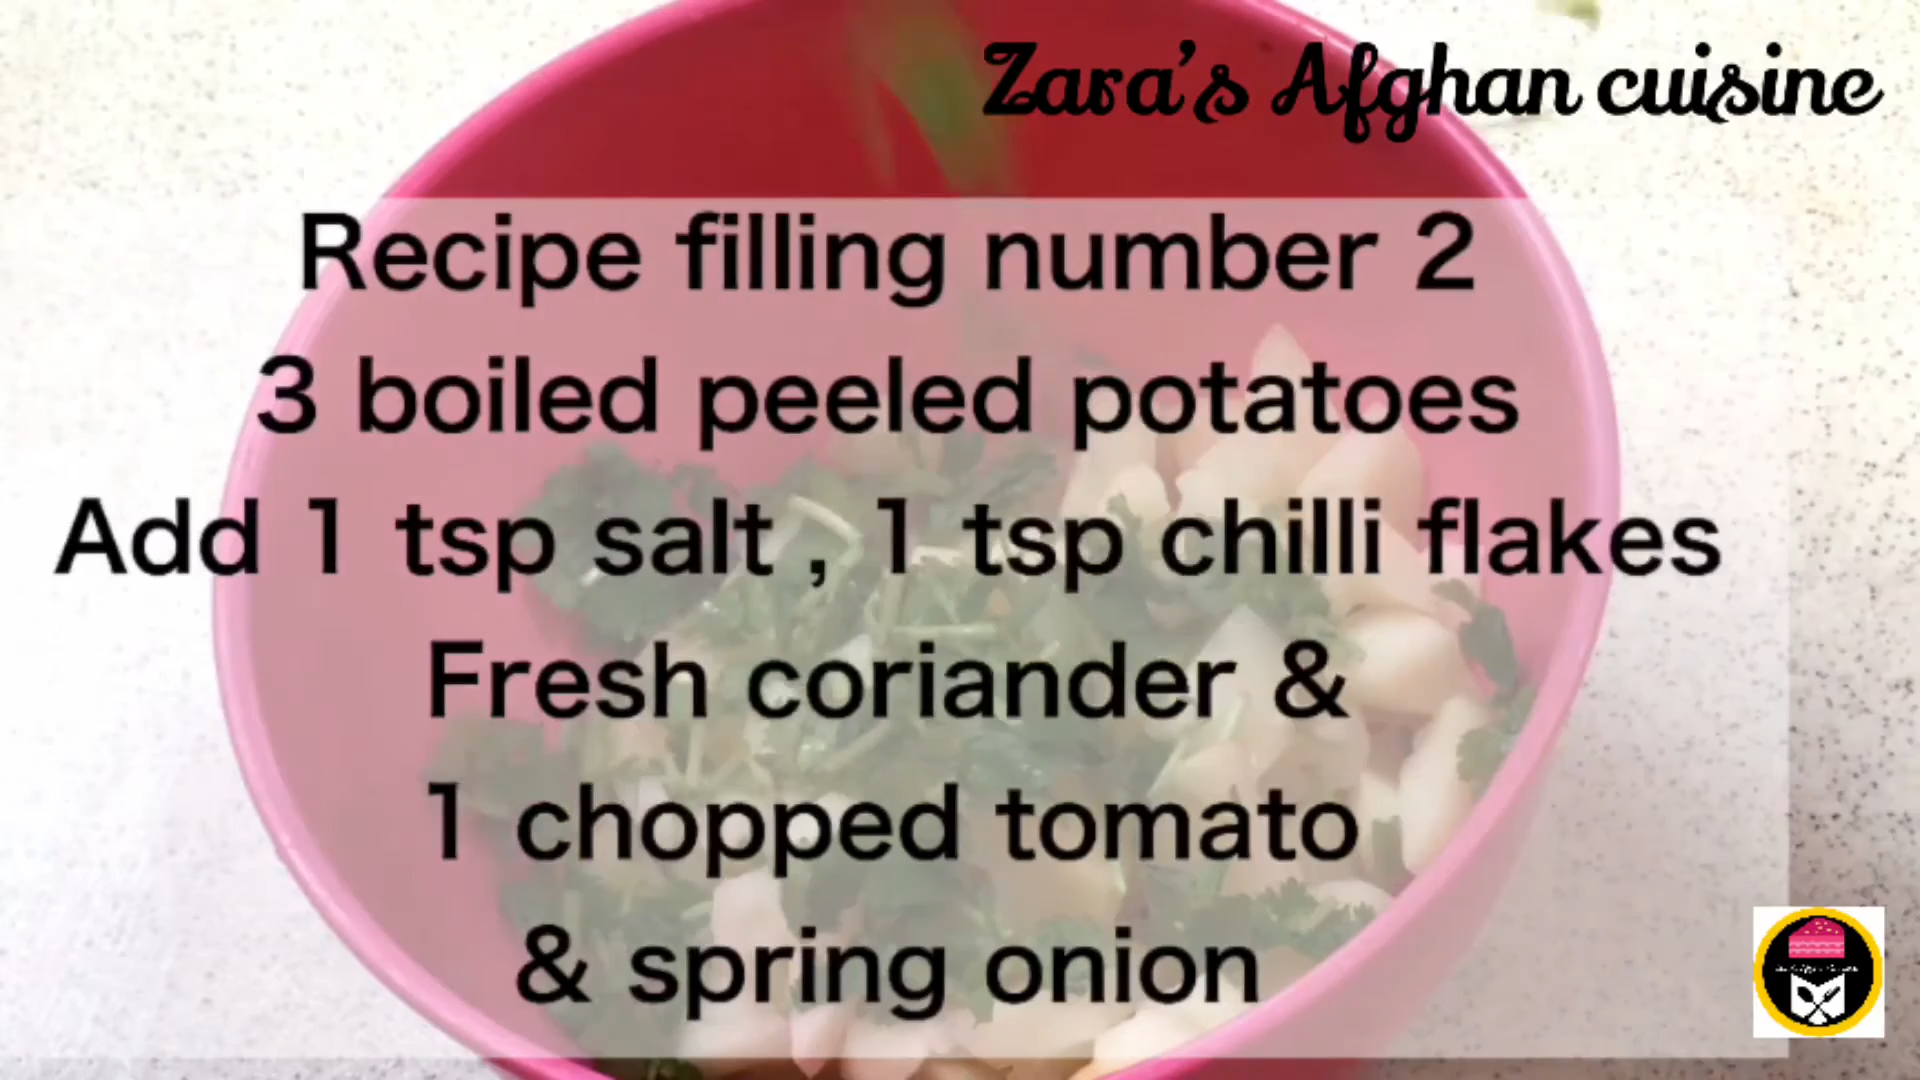 Zara's Afghan cuisine
Recipe filling number 2
3 boiled peeled potatoes
Add 1 tsp salt , 1 tsp chilli flakes
Fresh coriander &
1 chopped tomato
& spring onion